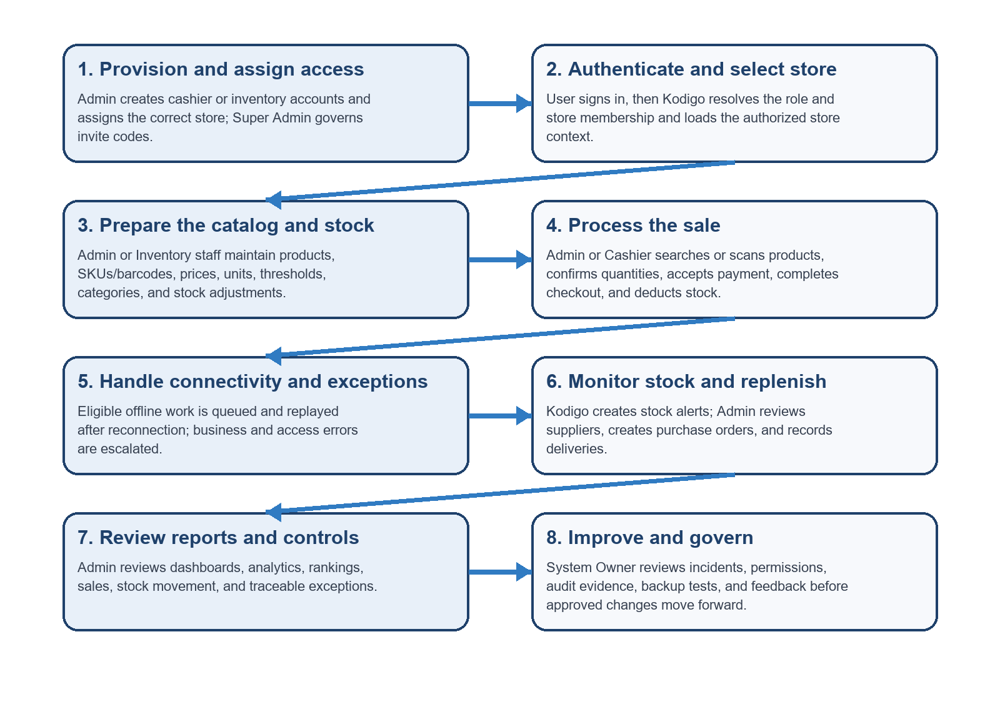 1. Provision and assign access
Admin creates cashier or inventory accounts and
assigns the correct store; Super Admin governs
invite codes.
2. Authenticate and select store
User signs in, then Kodigo resolves the role and
store membership and loads the authorized store
context.
3. Prepare the catalog and stock
Admin or Inventory staff maintain products,
SKUs/barcodes, prices, units, thresholds,
categories, and stock adjustments.
4. Process the sale
Admin or Cashier searches or scans products,
confirms quantities, accepts payment, completes
checkout, and deducts stock.
5. Handle connectivity and exceptions
Eligible offline work is queued and replayed
after reconnection; business and access errors
are escalated.
6. Monitor stock and replenish
Kodigo creates stock alerts; Admin reviews
suppliers, creates purchase orders, and records
deliveries.
7. Review reports and controls
Admin reviews dashboards, analytics, rankings,
sales, stock movement, and traceable exceptions.
8. Improve and govern
System Owner reviews incidents, permissions,
audit evidence, backup tests, and feedback before
approved changes move forward.